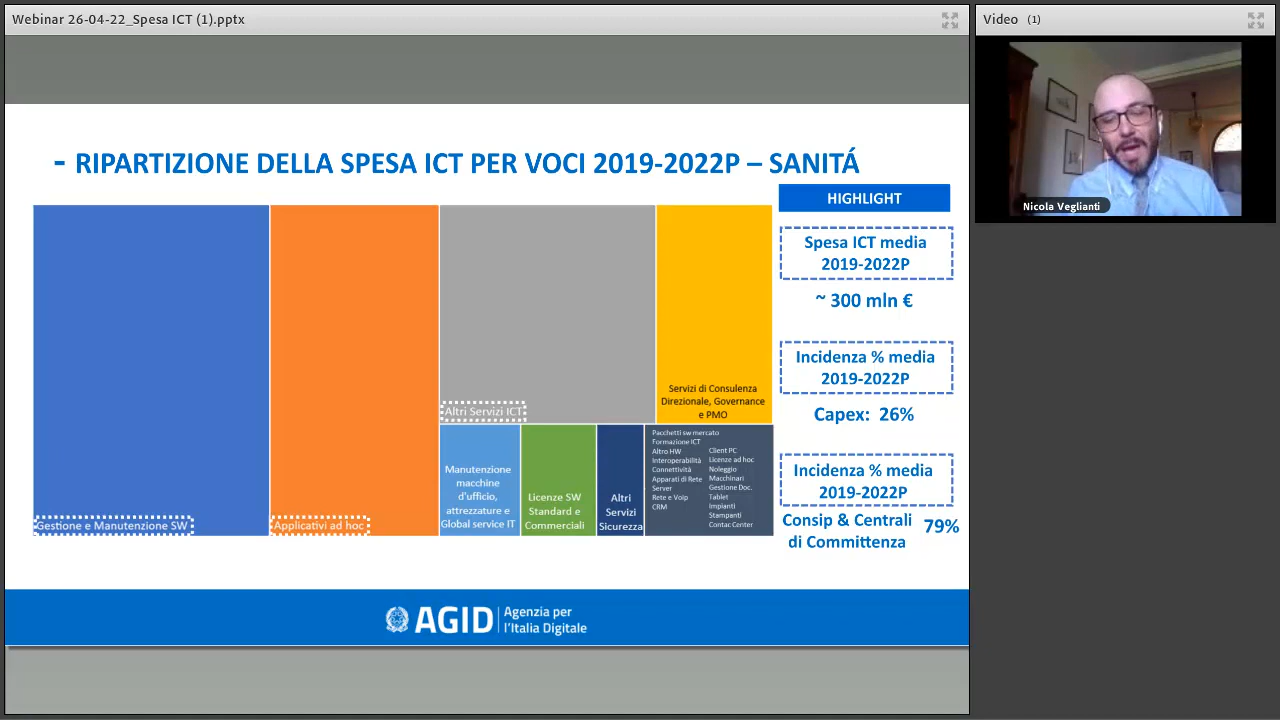 Webinar 26-04-22_Spesa ICT (1).pptx
Video (1)
Nicola Veglianti
- RIPARTIZIONE DELLA SPESA ICT PER VOCI 2019-2022P – SANITÁ
HIGHLIGHT
Spesa ICT media
2019-2022P
~ 300 mln €
Incidenza % media
2019-2022P
Capex: 26%
Incidenza % media
2019-2022P
Consip & Centrali
di Committenza
79%
Gestione e Manutenzione SW
Applicativi ad hoc
Altri Servizi ICT
Servizi di Consulenza
Direzionale, Governance
e PMO
Manutenzione
macchine
d'ufficio,
attrezzature e
Global service IT
Licenze SW
Standard e
Commerciali
Altri
Servizi
Sicurezza
Pacchetti sw mercato
Formazione ICT
Altro HW
Interoperabilità
Connettività
Apparati di Rete
Server
Rete e Voip
CRM
Client PC
Licenze ad hoc
Noleggio
Macchinari
Gestione Doc.
Tablet
Impianti
Stampanti
Contac Center
AGID
Agenzia per
l'Italia Digitale